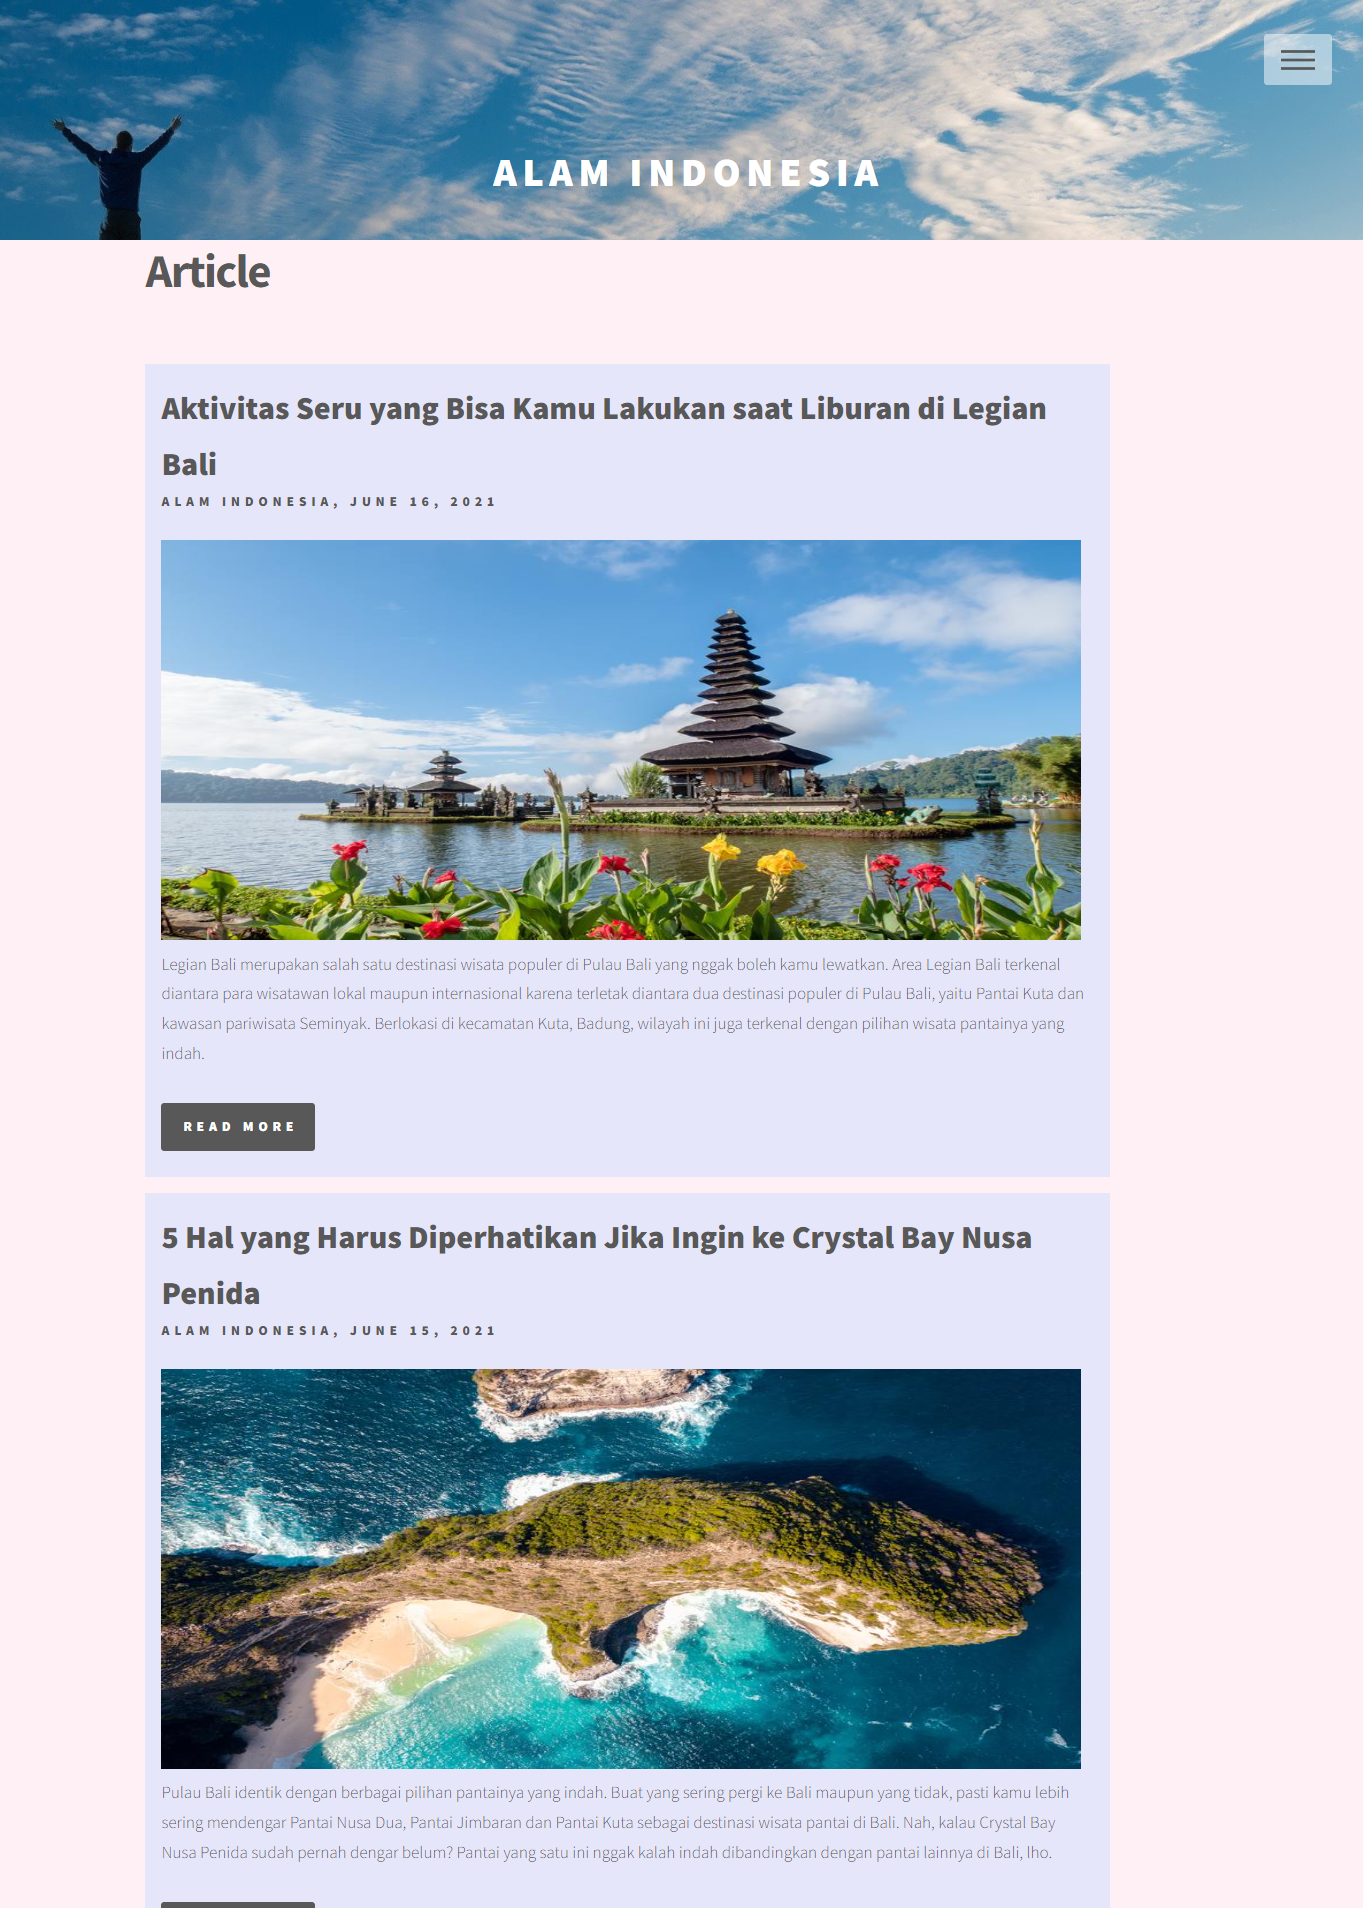 ALAM INDONESIA
Article
Aktivitas Seru yang Bisa Kamu Lakukan saat Liburan di Legian
Bali
ALAM INDONESIA, JUNE 16, 2021
Legian Bali merupakan salah satu destinasi wisata populer di Pulau Bali yang nggak boleh kamu lewatkan. Area Legian Bali terkenal
diantara para wisatawan lokal maupun internasional karena terletak diantara dua destinasi populer di Pulau Bali, yaitu Pantai Kuta dan
kawasan pariwisata Seminyak. Berlokasi di kecamatan Kuta, Badung, wilayah ini juga terkenal dengan pilihan wisata pantainya yang
indah.
READ MORE
5 Hal yang Harus Diperhatikan Jika Ingin ke Crystal Bay Nusa
Penida
ALAM INDONESIA, JUNE 15, 2021
Pulau Bali identik dengan berbagai pilihan pantainya yang indah. Buat yang sering pergi ke Bali maupun yang tidak, pasti kamu lebih
sering mendengar Pantai Nusa Dua, Pantai Jimbaran dan Pantai Kuta sebagai destinasi wisata pantai di Bali. Nah, kalau Crystal Bay
Nusa Penida sudah pernah dengar belum? Pantai yang satu ini nggak kalah indah dibandingkan dengan pantai lainnya di Bali, lho.